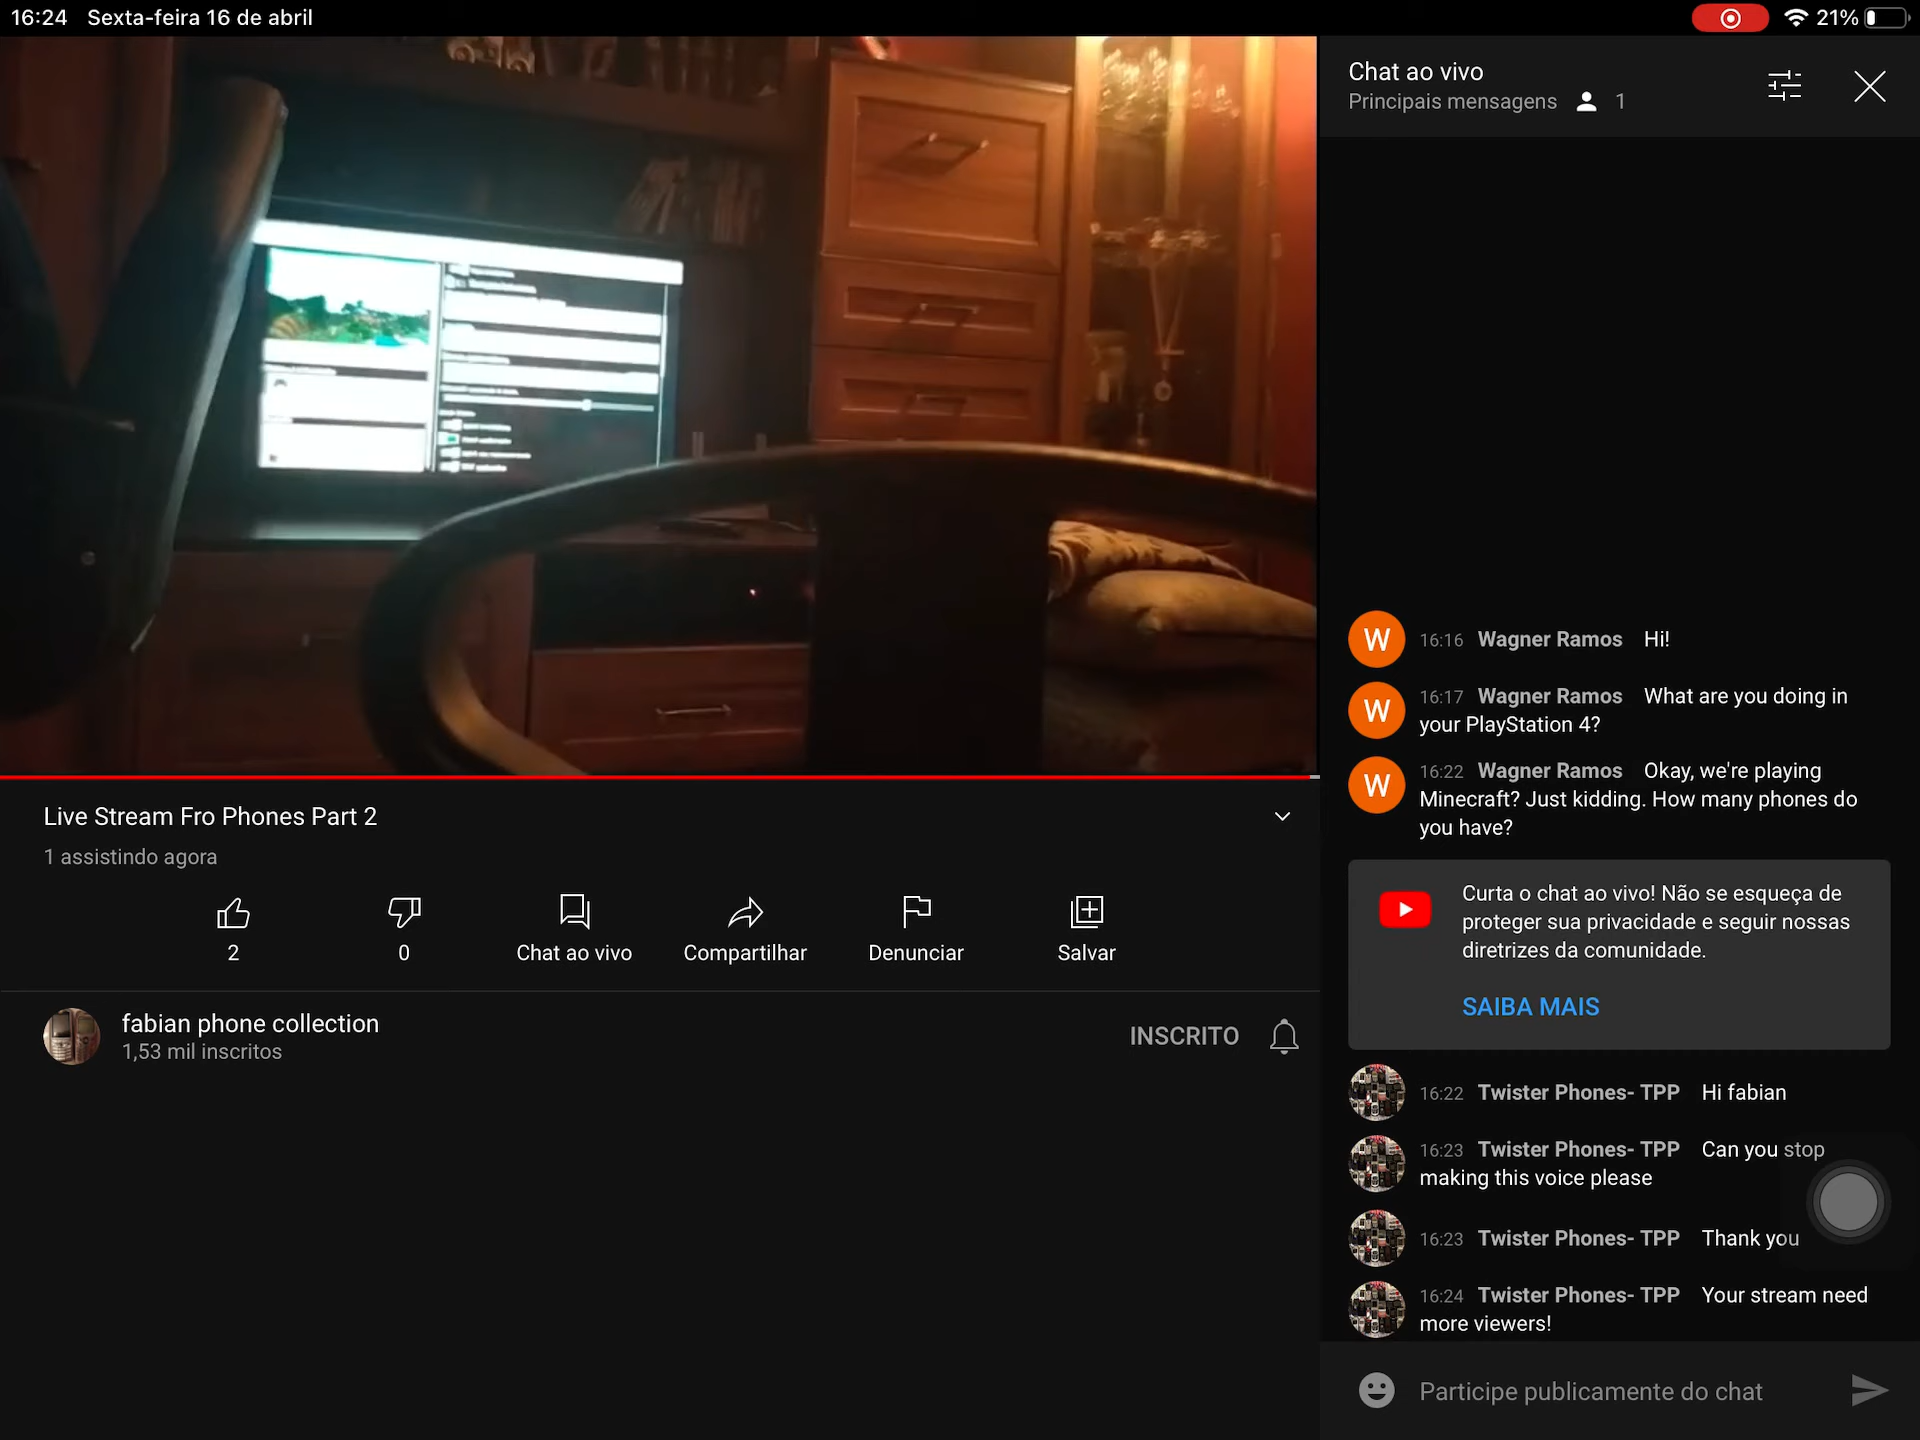 16:24 Sexta-feira 16 de abril
21%
Chat ao vivo
Principais mensagens 1
W 16:16 Wagner Ramos Hi!
W 16:17 Wagner Ramos What are you doing in
your PlayStation 4?
W 16:22 Wagner Ramos Okay, we're playing
Minecraft? Just kidding. How many phones do
you have?
Curta o chat ao vivo! Não se esqueça de
proteger sua privacidade e seguir nossas
diretrizes da comunidade.
SAIBA MAIS
16:22 Twister Phones- TPP Hi fabian
16:23 Twister Phones- TPP Can you stop
making this voice please
16:23 Twister Phones- TPP Thank you
16:24 Twister Phones- TPP Your stream need
more viewers!
Participe publicamente do chat
Live Stream Fro Phones Part 2
1 assistindo agora
2 0 Chat ao vivo Compartilhar Denunciar Salvar
fabian phone collection
1,53 mil inscritos
INSCRITO